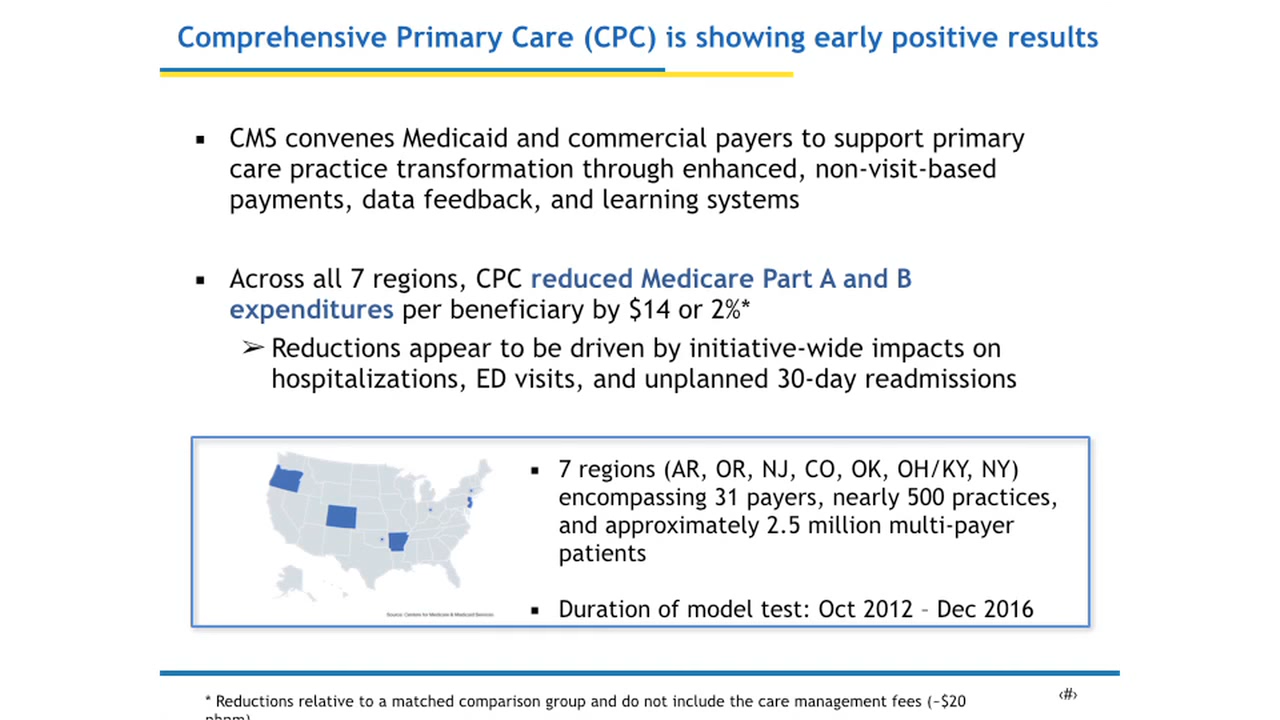 Comprehensive Primary Care (CPC) is showing early positive results
▪ CMS convenes Medicaid and commercial payers to support primary
care practice transformation through enhanced, non-visit-based
payments, data feedback, and learning systems
▪ Across all 7 regions, CPC reduced Medicare Part A and B
expenditures per beneficiary by $14 or 2%*
➢ Reductions appear to be driven by initiative-wide impacts on
hospitalizations, ED visits, and unplanned 30-day readmissions
▪ 7 regions (AR, OR, NJ, CO, OK, OH/KY, NY)
encompassing 31 payers, nearly 500 practices,
and approximately 2.5 million multi-payer
patients
▪ Duration of model test: Oct 2012 – Dec 2016
Source: Centers for Medicare & Medicaid Services
* Reductions relative to a matched comparison group and do not include the care management fees (~$20
‹#›